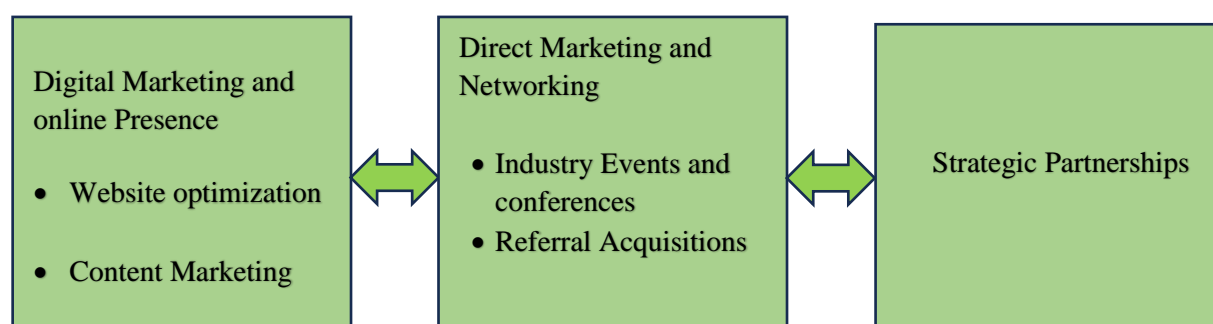 Digital Marketing and
online Presence
• Website optimization
• Content Marketing
Direct Marketing and
Networking
• Industry Events and
conferences
• Referral Acquisitions
Strategic Partnerships